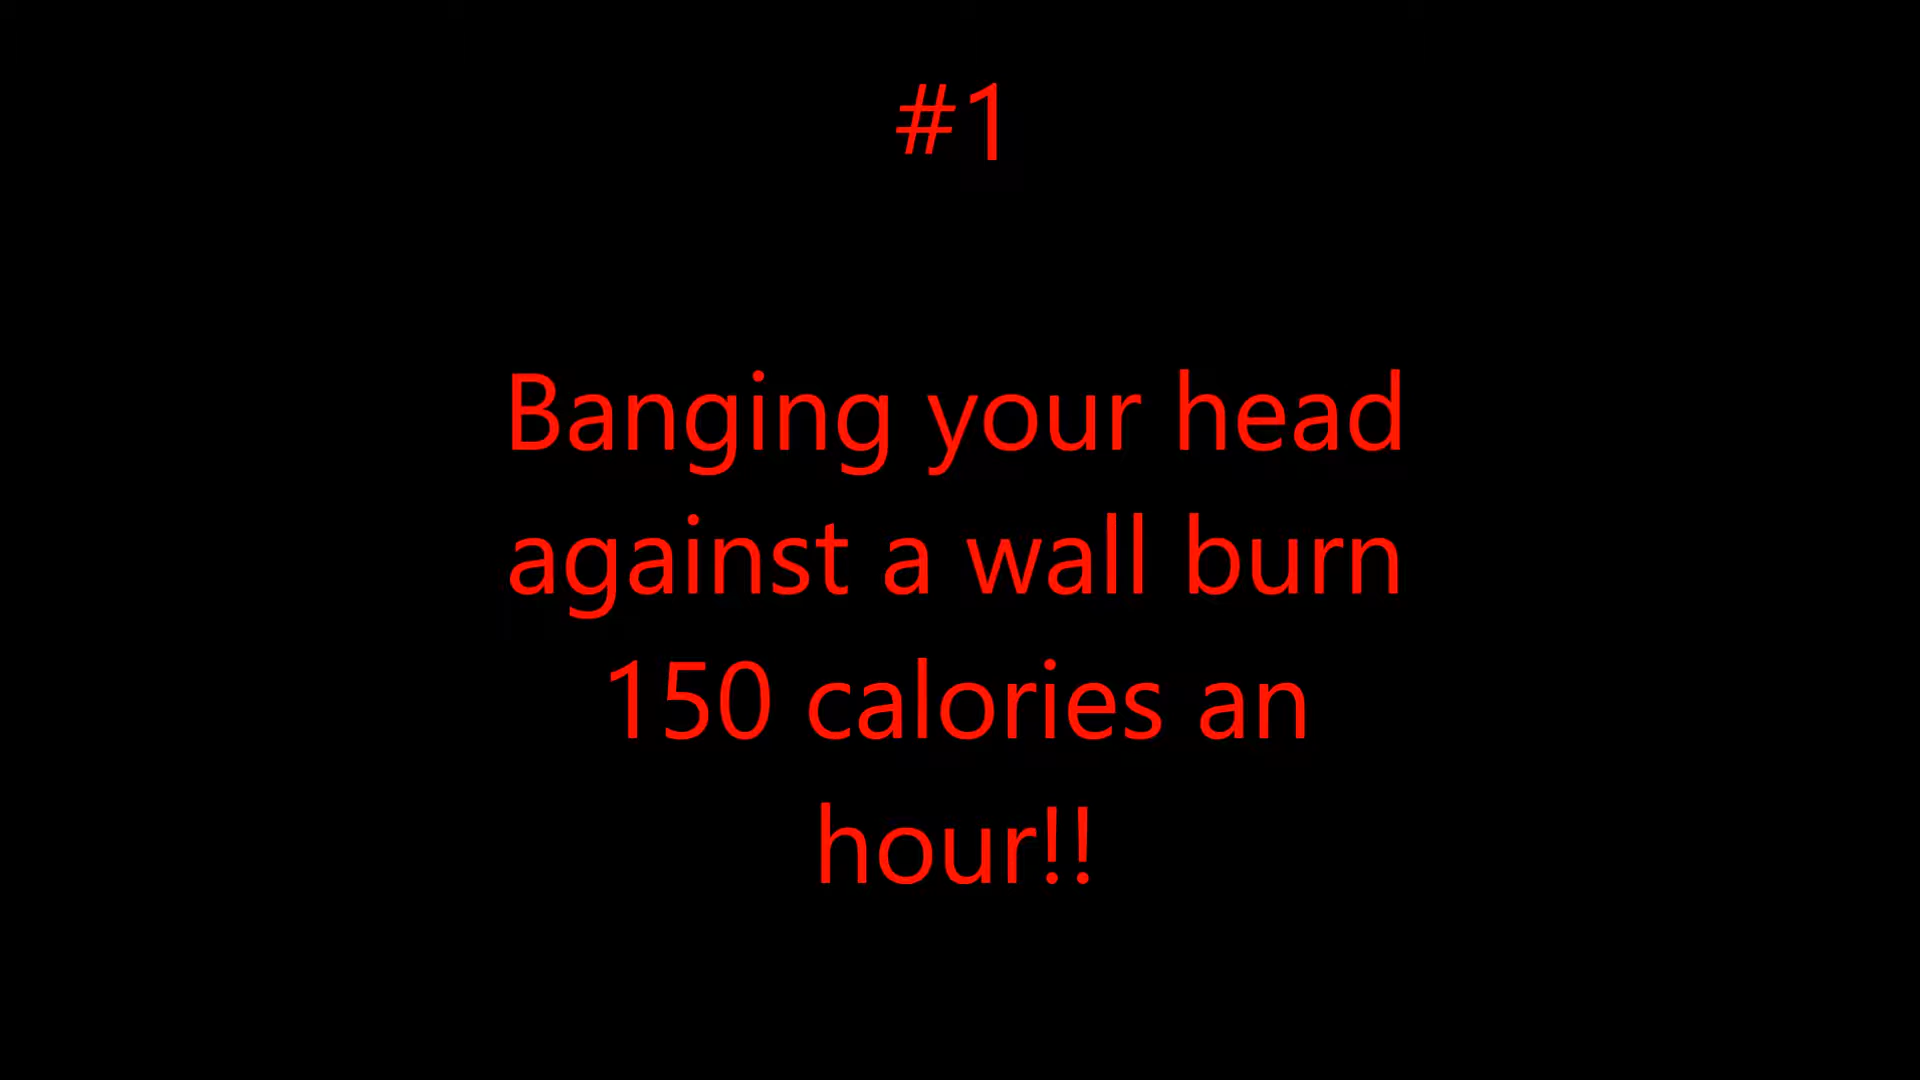 #1
Banging your head
against a wall burn
150 calories an
hour!!